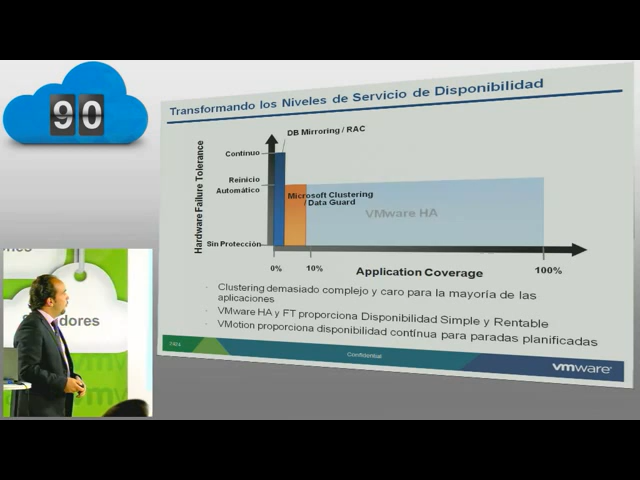 90
Transformando los Niveles de Servicio de Disponibilidad
Hardware Failure Tolerance
DB Mirroring / RAC
Contínuo
Reinicio
Automático
Microsoft Clustering
/ Data Guard
VMware HA
Sin Protección
0%
10%
Application Coverage
100%
· Clustering demasiado complejo y caro para la mayoría de las
aplicaciones
· VMware HA y FT proporciona Disponibilidad Simple y Rentable
· VMotion proporciona disponibilidad contínua para paradas planificadas
Confidential
vmware